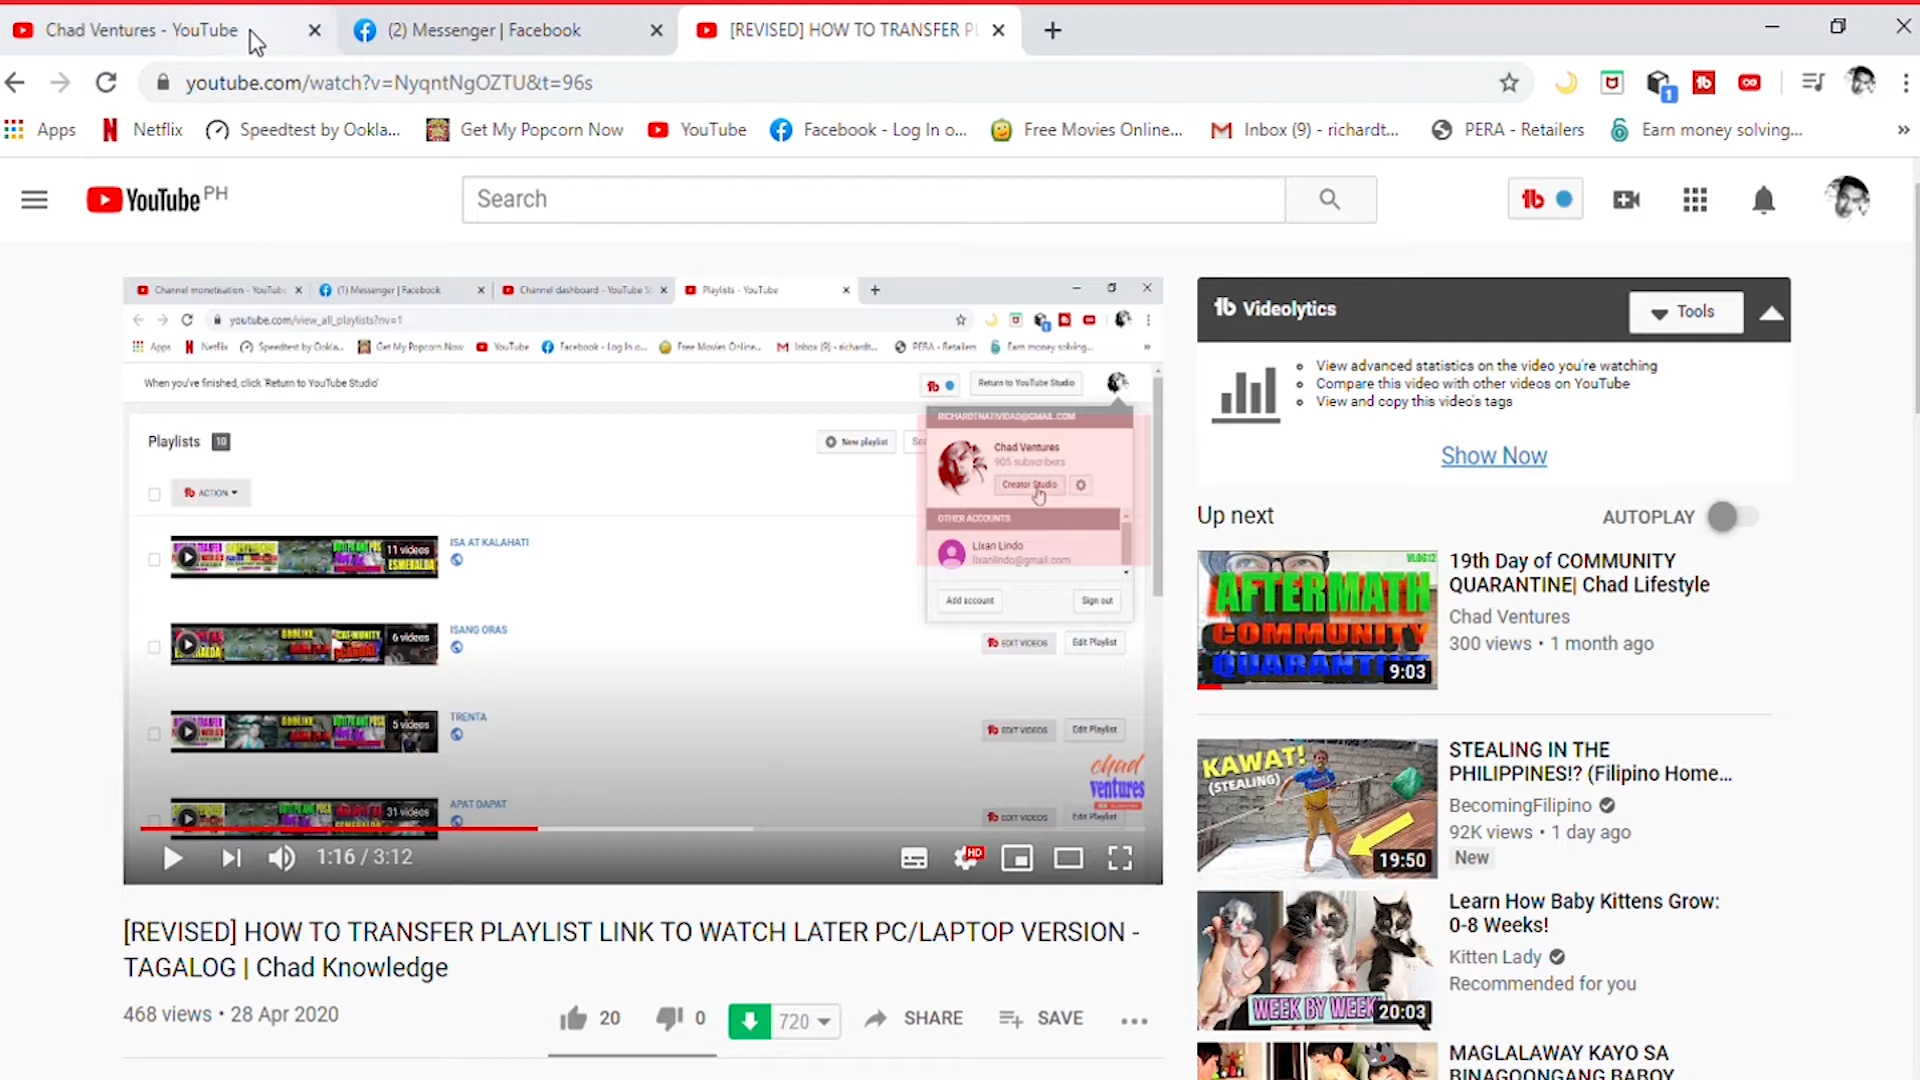 Chad Ventures - YouTube
(2) Messenger | Facebook
[REVISED] HOW TO TRANSFER PL
youtube.com/watch?v=NyqntNgOZTU&t=96s
1
Apps
Netflix
Speedtest by Ookla...
Get My Popcorn Now
YouTube
Facebook - Log In o...
Free Movies Online...
Inbox (9) - richardt...
PERA - Retailers
Earn money solving...
»
YouTube PH
Search
tb
Channel monetisation - YouTube
(1) Messenger | Facebook
Channel dashboard - YouTube S
Playlists - YouTube
youtube.com/view_all_playlists?nv=1
Apps
Netflix
Speedtest by Ookla...
Get My Popcorn Now
YouTube
Facebook - Log In o...
Free Movies Online...
Inbox (9) - richardt...
PERA - Retailers
Earn money solving...
When you've finished, click 'Return to YouTube Studio'
Return to YouTube Studio
RICHARDTNATIVIDAD@GMAIL.COM
Playlists 10
New playlist
Chad Ventures
905 subscribers
Creator Studio
ACTION
OTHER ACCOUNTS
Lixan Lindo
lixanlindo@gmail.com
Add account
Sign out
11 videos
ESMERALDA
ISA AT KALAHATI
6 videos
ISANG ORAS
EDIT VIDEOS
Edit Playlist
5 videos
TRENTA
EDIT VIDEOS
Edit Playlist
31 videos
APAT DAPAT
EDIT VIDEOS
Edit Playlist
chad
ventures
1:16 / 3:12
HD
[REVISED] HOW TO TRANSFER PLAYLIST LINK TO WATCH LATER PC/LAPTOP VERSION -
TAGALOG | Chad Knowledge
468 views • 28 Apr 2020
20
0
720
SHARE
SAVE
tb Videolytics
Tools
View advanced statistics on the video you're watching
Compare this video with other videos on YouTube
View and copy this video's tags
Show Now
Up next
AUTOPLAY
VLOG12
AFTERMATH
COMMUNITY
QUARANTINE
9:03
19th Day of COMMUNITY
QUARANTINE| Chad Lifestyle
Chad Ventures
300 views • 1 month ago
KAWAT!
(STEALING)
19:50
STEALING IN THE
PHILIPPINES!? (Filipino Home...
BecomingFilipino
92K views • 1 day ago
New
WEEK BY WEEK
20:03
Learn How Baby Kittens Grow:
0-8 Weeks!
Kitten Lady
Recommended for you
MAGLALAWAY KAYO SA
BINAGOONGANG BABOY